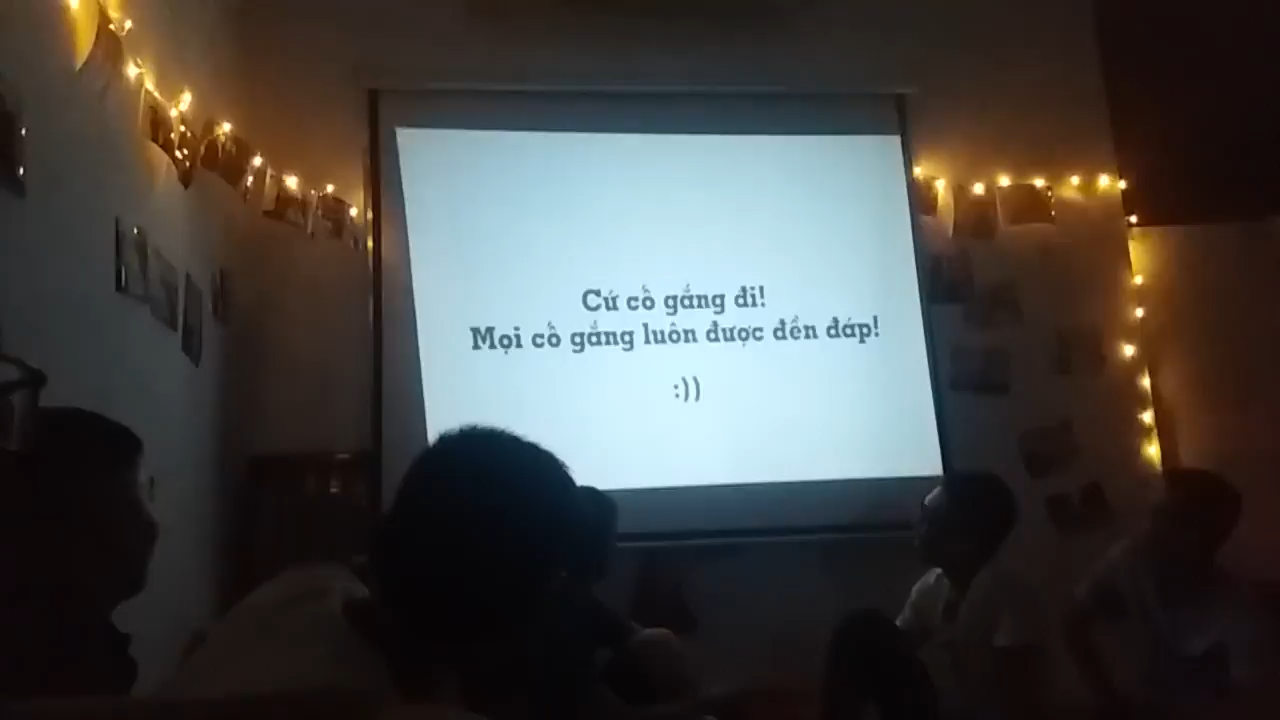 Cứ cố gắng đi!
Mọi cố gắng luôn được đền đáp!
:))